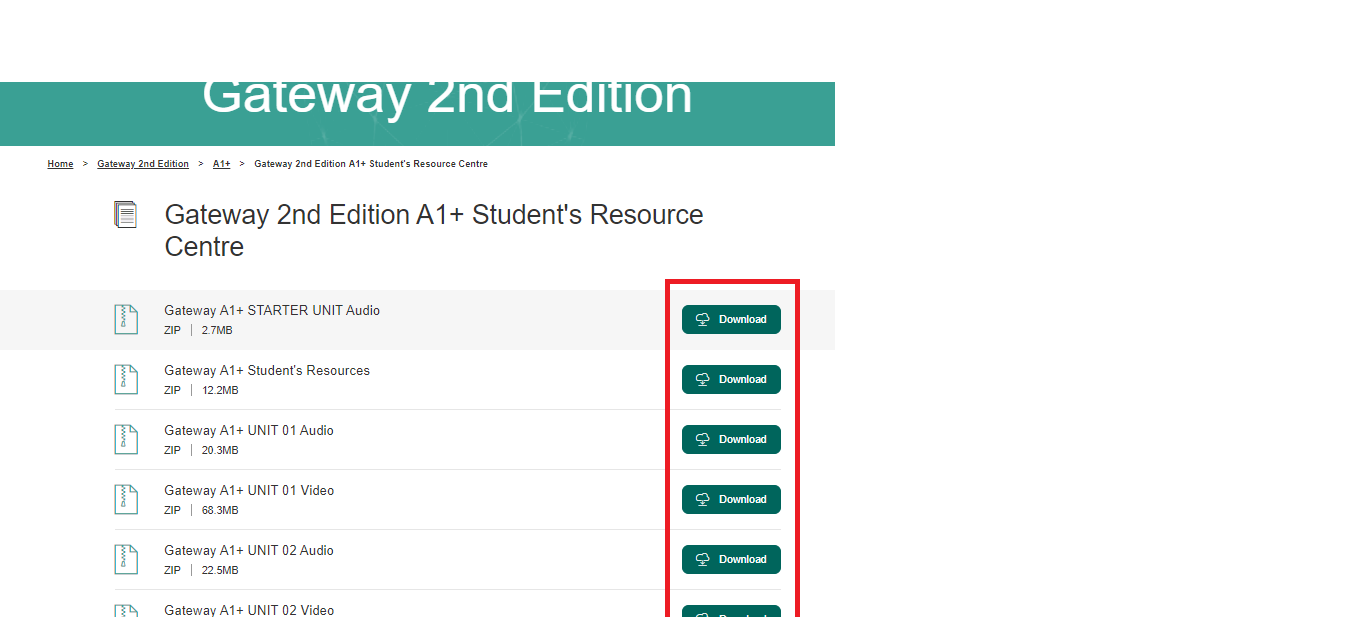 Gateway 2nd Edition
Home > Gateway 2nd Edition > A1+ > Gateway 2nd Edition A1+ Student's Resource Centre
Gateway 2nd Edition A1+ Student's Resource
Centre
Gateway A1+ STARTER UNIT Audio
ZIP | 2.7MB
Download
Gateway A1+ Student's Resources
ZIP | 12.2MB
Download
Gateway A1+ UNIT 01 Audio
ZIP | 20.3MB
Download
Gateway A1+ UNIT 01 Video
ZIP | 68.3MB
Download
Gateway A1+ UNIT 02 Audio
ZIP | 22.5MB
Download
Gateway A1+ UNIT 02 Video
Download